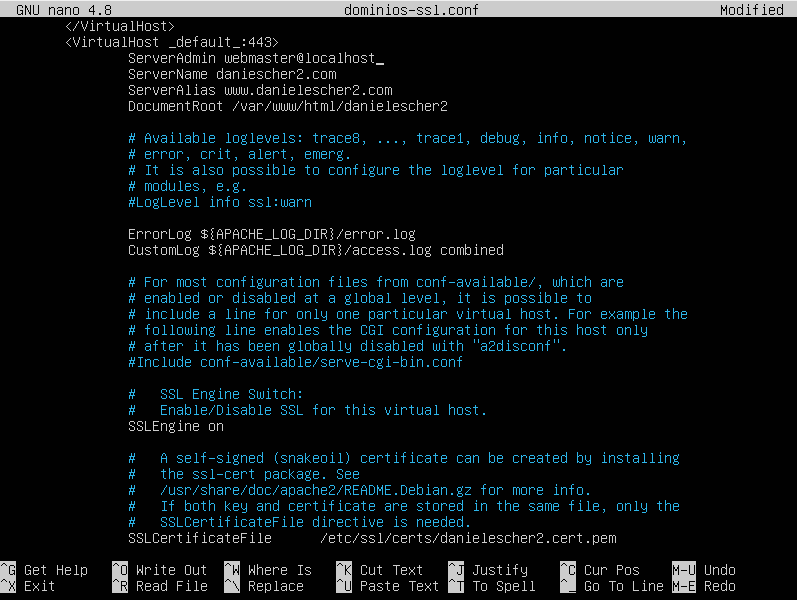 GNU nano 4.8 dominios-ssl.conf Modified
</VirtualHost>
<VirtualHost _default_:443>
ServerAdmin webmaster@localhost_
ServerName daniescher2.com
ServerAlias www.danielescher2.com
DocumentRoot /var/www/html/danielescher2
# Available loglevels: trace8, ..., trace1, debug, info, notice, warn,
# error, crit, alert, emerg.
# It is also possible to configure the loglevel for particular
# modules, e.g.
#LogLevel info ssl:warn
ErrorLog ${APACHE_LOG_DIR}/error.log
CustomLog ${APACHE_LOG_DIR}/access.log combined
# For most configuration files from conf-available/, which are
# enabled or disabled at a global level, it is possible to
# include a line for only one particular virtual host. For example the
# following line enables the CGI configuration for this host only
# after it has been globally disabled with "a2disconf".
#Include conf-available/serve-cgi-bin.conf
#   SSL Engine Switch:
#   Enable/Disable SSL for this virtual host.
SSLEngine on
#   A self-signed (snakeoil) certificate can be created by installing
#   the ssl-cert package. See
#   /usr/share/doc/apache2/README.Debian.gz for more info.
#   If both key and certificate are stored in the same file, only the
#   SSLCertificateFile directive is needed.
SSLCertificateFile      /etc/ssl/certs/danielescher2.cert.pem
^G Get Help ^O Write Out ^W Where Is ^K Cut Text ^J Justify ^C Cur Pos M-U Undo
^X Exit ^R Read File ^\ Replace ^U Paste Text ^T To Spell ^_ Go To Line M-E Redo